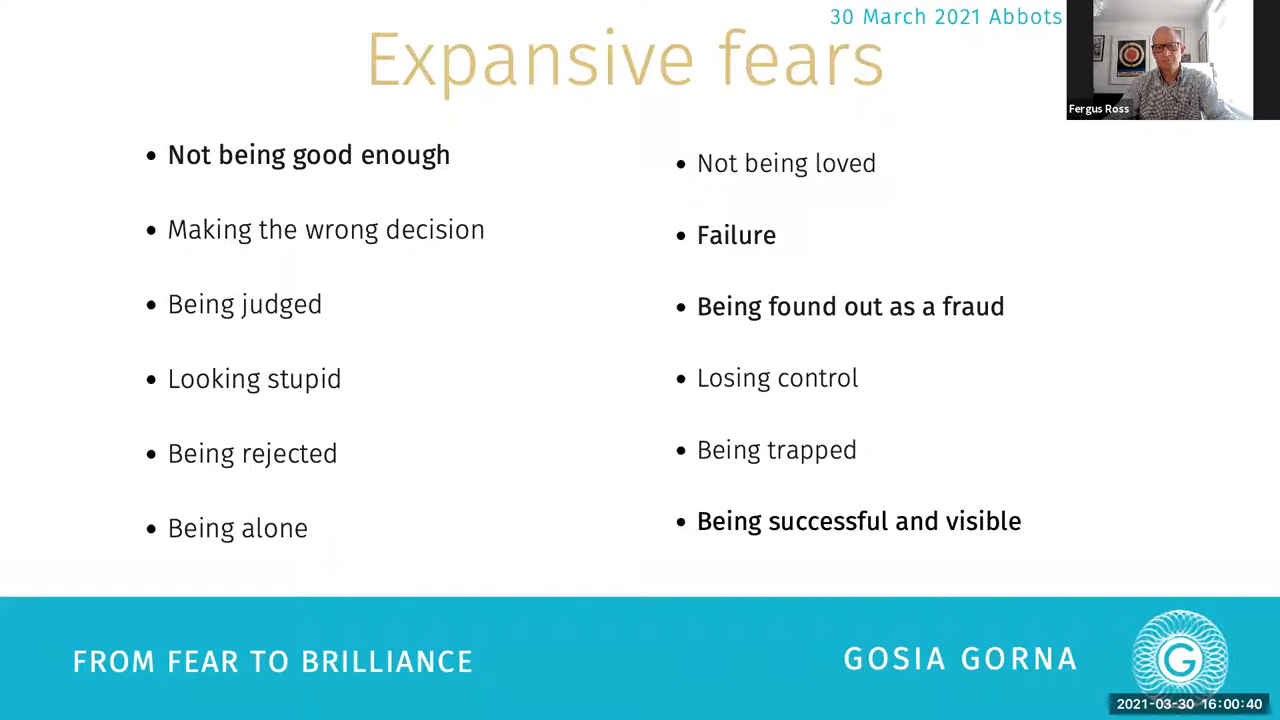 30 March 2021 Abbots
Expansive fears
Fergus Ross
• Not being good enough
• Making the wrong decision
• Being judged
• Looking stupid
• Being rejected
• Being alone
• Not being loved
• Failure
• Being found out as a fraud
• Losing control
• Being trapped
• Being successful and visible
FROM FEAR TO BRILLIANCE
GOSIA GORNA
G
2021-03-30 16:00:40